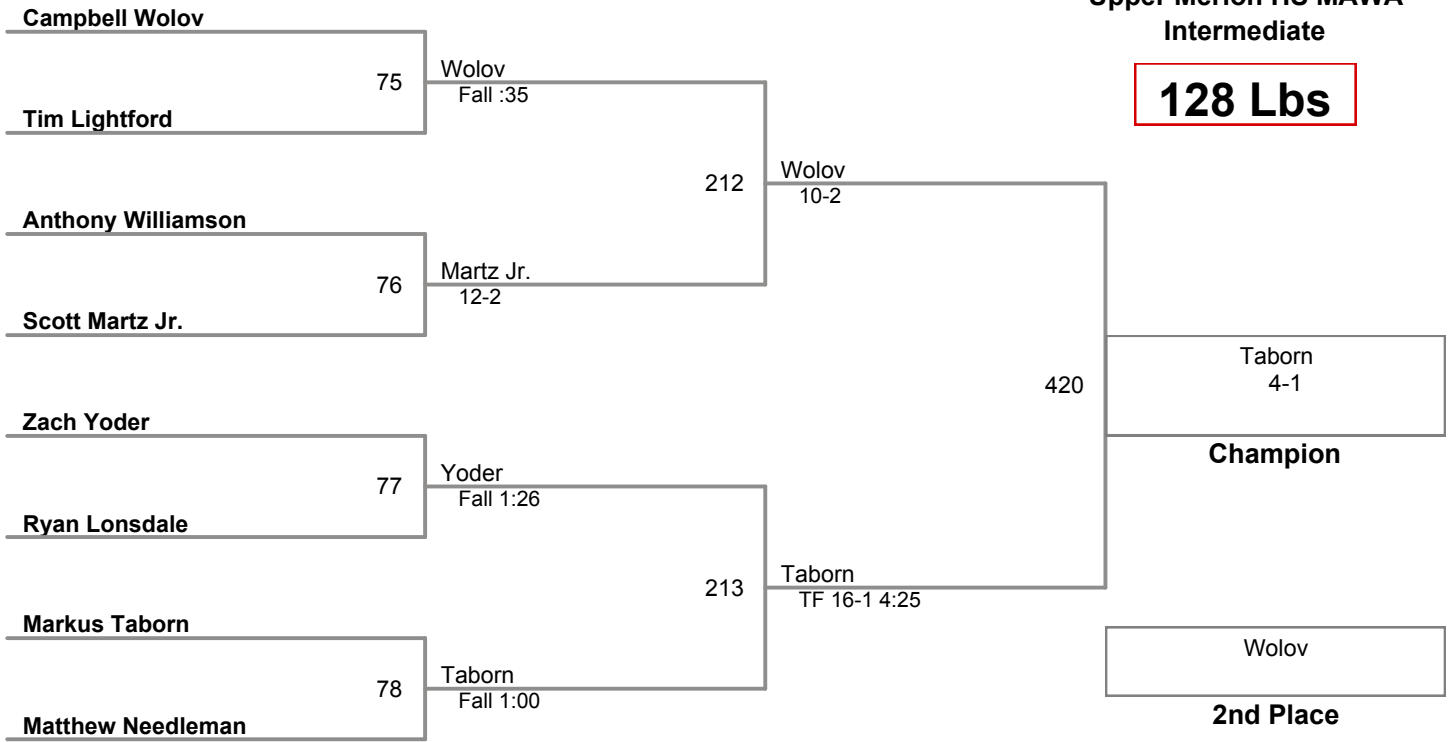 Upper Merion HS MAWA
Intermediate
128 Lbs
Campbell Wolov
75
Wolov
Fall :35
Tim Lightford
212
Wolov
10-2
Anthony Williamson
76
Martz Jr.
12-2
Scott Martz Jr.
420
Taborn
4-1
Champion
Zach Yoder
77
Yoder
Fall 1:26
Ryan Lonsdale
213
Taborn
TF 16-1 4:25
Markus Taborn
78
Taborn
Fall 1:00
Matthew Needleman
Wolov
2nd Place